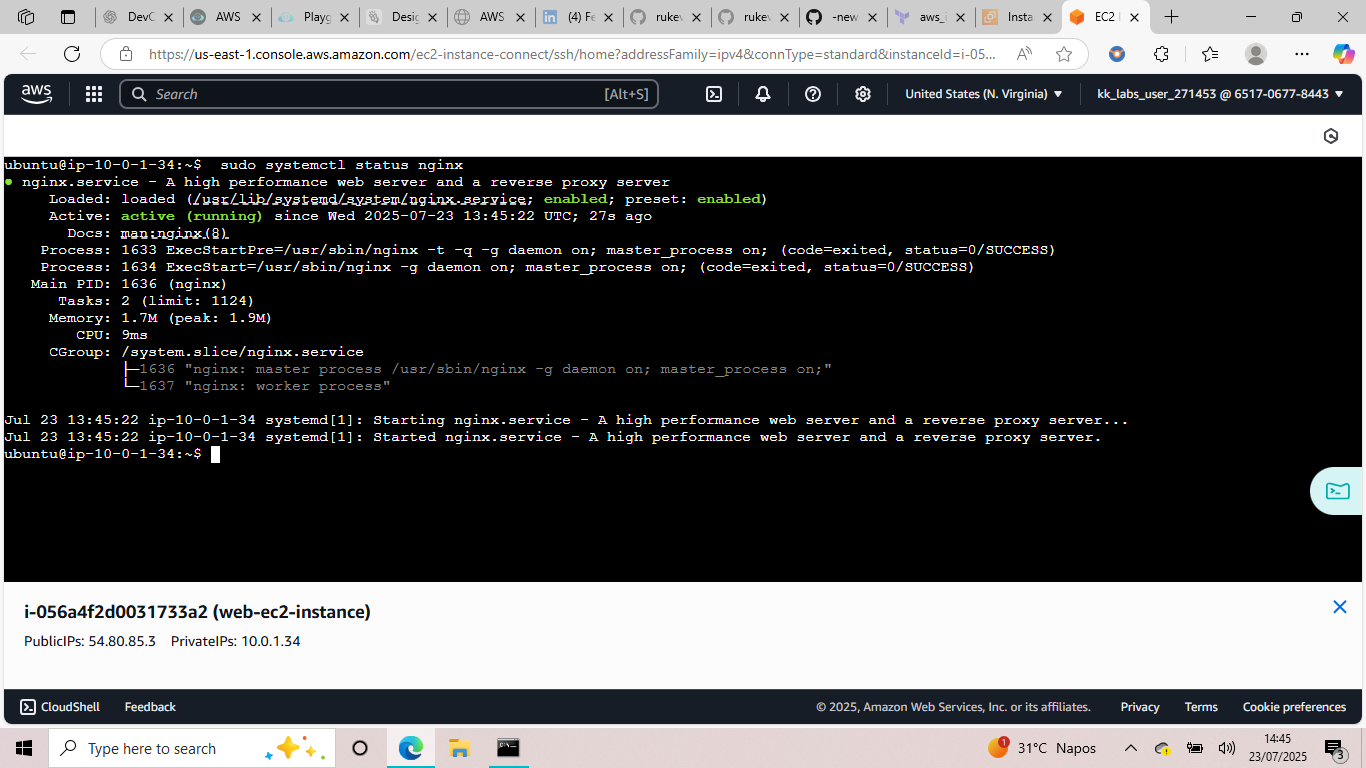 DevC
AWS
Playg
Desig
AWS
(4) Fe
rukev
rukev
-new
aws_i
Insta
EC2 I
https://us-east-1.console.aws.amazon.com/ec2-instance-connect/ssh/home?addressFamily=ipv4&connType=standard&instanceId=i-05...
aws
Search [Alt+S]
United States (N. Virginia)
kk_labs_user_271453 @ 6517-0677-8443
ubuntu@ip-10-0-1-34:~$  sudo systemctl status nginx
● nginx.service - A high performance web server and a reverse proxy server
Loaded: loaded (/usr/lib/systemd/system/nginx.service; enabled; preset: enabled)
Active: active (running) since Wed 2025-07-23 13:45:22 UTC; 27s ago
Docs: man:nginx(8)
Process: 1633 ExecStartPre=/usr/sbin/nginx -t -q -g daemon on; master_process on; (code=exited, status=0/SUCCESS)
Process: 1634 ExecStart=/usr/sbin/nginx -g daemon on; master_process on; (code=exited, status=0/SUCCESS)
Main PID: 1636 (nginx)
Tasks: 2 (limit: 1124)
Memory: 1.7M (peak: 1.9M)
CPU: 9ms
CGroup: /system.slice/nginx.service
├─1636 "nginx: master process /usr/sbin/nginx -g daemon on; master_process on;"
└─1637 "nginx: worker process"
Jul 23 13:45:22 ip-10-0-1-34 systemd[1]: Starting nginx.service - A high performance web server and a reverse proxy server...
Jul 23 13:45:22 ip-10-0-1-34 systemd[1]: Started nginx.service - A high performance web server and a reverse proxy server.
ubuntu@ip-10-0-1-34:~$
i-056a4f2d0031733a2 (web-ec2-instance)
PublicIPs: 54.80.85.3 PrivateIPs: 10.0.1.34
CloudShell Feedback © 2025, Amazon Web Services, Inc. or its affiliates. Privacy Terms Cookie preferences
Type here to search
1
31°C Napos
14:45
23/07/2025
3